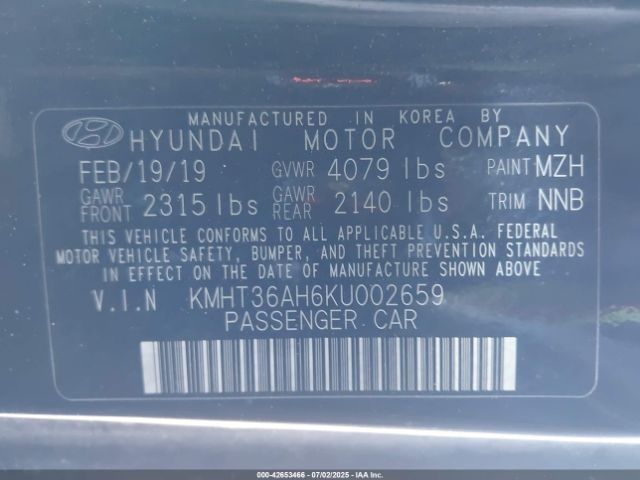 MANUFACTURED IN KOREA BY
HYUNDAI MOTOR COMPANY
FEB/19/19 GVWR 4079 lbs PAINT MZH
GAWR FRONT 2315 lbs GAWR REAR 2140 lbs TRIM NNB
THIS VEHICLE CONFORMS TO ALL APPLICABLE U.S.A. FEDERAL
MOTOR VEHICLE SAFETY, BUMPER, AND THEFT PREVENTION STANDARDS
IN EFFECT ON THE DATE OF MANUFACTURE SHOWN ABOVE
V.I.N KMHT36AH6KU002659
PASSENGER CAR
000-42653466 - 07/02/2025 - IAA Inc.